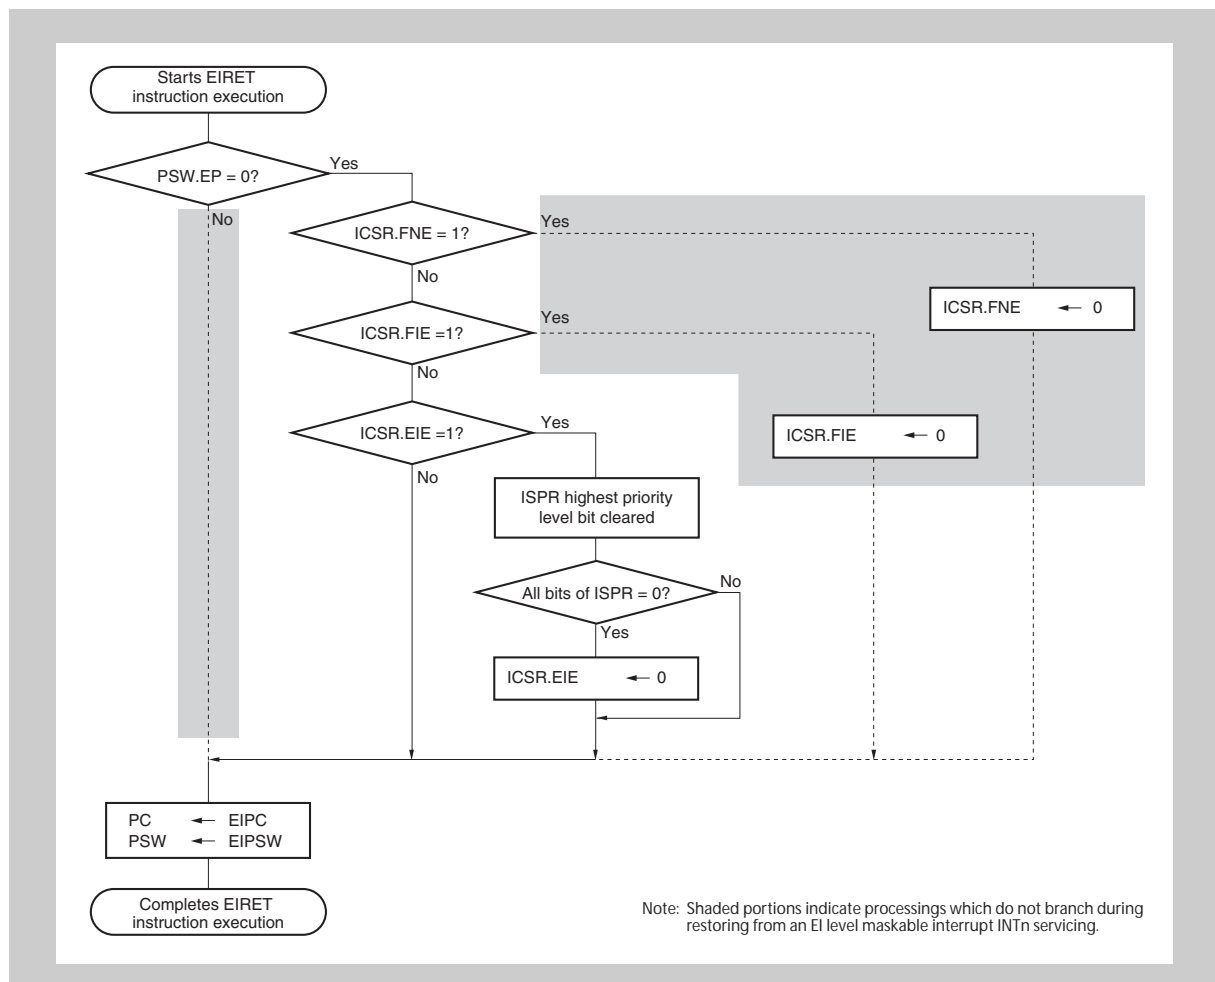 Starts EIRET
instruction execution
PSW.EP = 0?
Yes
No
ICSR.FNE = 1?
Yes
No
ICSR.FNE ← 0
ICSR.FIE =1?
Yes
No
ICSR.FIE ← 0
ICSR.EIE =1?
Yes
No
ISPR highest priority
level bit cleared
All bits of ISPR = 0?
No
Yes
ICSR.EIE ← 0
PC ← EIPC
PSW ← EIPSW
Completes EIRET
instruction execution
Note: Shaded portions indicate processings which do not branch during
restoring from an EI level maskable interrupt INTn servicing.